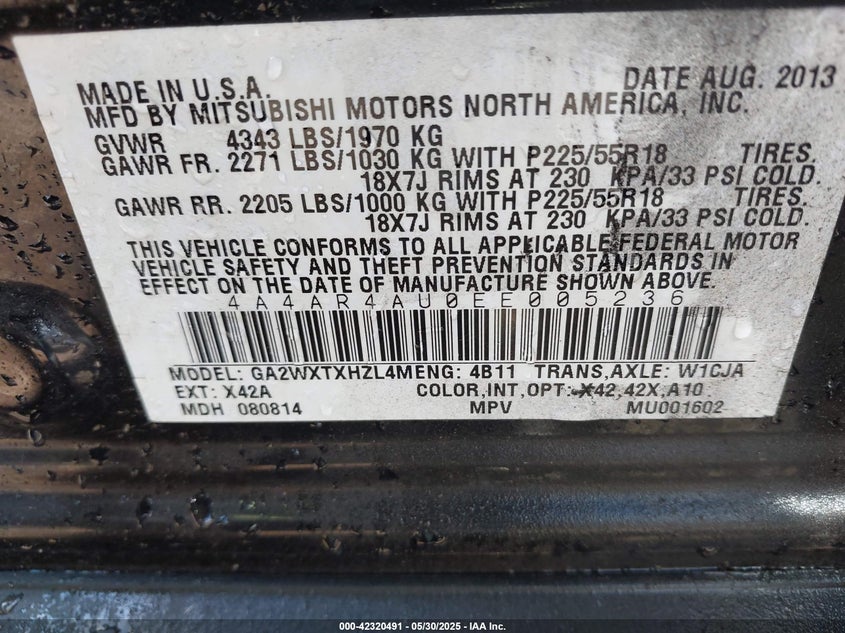 MADE IN U.S.A. DATE AUG. 2013
MFD BY MITSUBISHI MOTORS NORTH AMERICA, INC.
GVWR 4343 LBS/1970 KG
GAWR FR. 2271 LBS/1030 KG WITH P225/55R18 TIRES.
18X7J RIMS AT 230 KPA/33 PSI COLD.
GAWR RR. 2205 LBS/1000 KG WITH P225/55R18 TIRES.
18X7J RIMS AT 230 KPA/33 PSI COLD.
THIS VEHICLE CONFORMS TO ALL APPLICABLE FEDERAL MOTOR
VEHICLE SAFETY AND THEFT PREVENTION STANDARDS IN
EFFECT ON THE DATE OF MANUFACTURE SHOWN ABOVE.
4A4AR4AU0EE005236
MODEL: GA2WXTXHZL4MENG: 4B11 TRANS,AXLE: W1CJA
EXT: X42A COLOR,INT,OPT: X42,42X,A10
MDH 080814 MPV MU001602
000-42320491 - 05/30/2025 - IAA Inc.